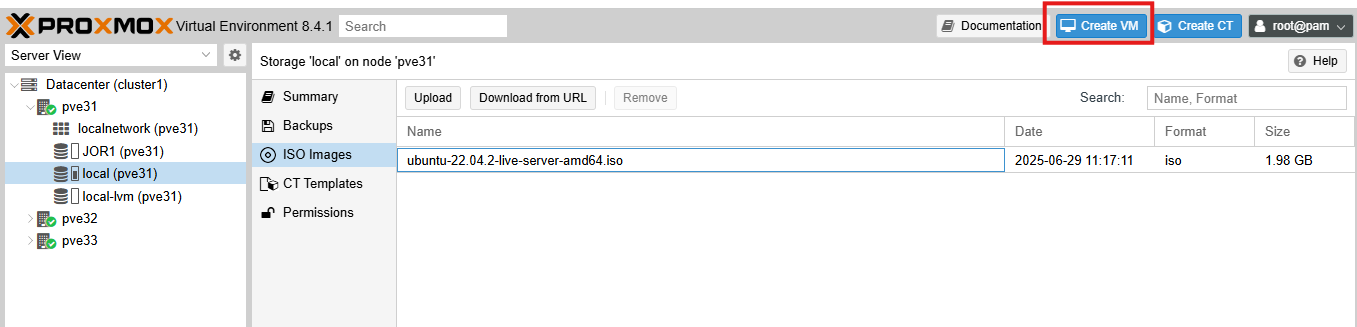 PROXMOX Virtual Environment 8.4.1 Search Documentation Create VM Create CT root@pam
Server View
Storage 'local' on node 'pve31' Help
Datacenter (cluster1)
pve31
localnetwork (pve31)
JOR1 (pve31)
local (pve31)
local-lvm (pve31)
pve32
pve33
Summary
Backups
ISO Images
CT Templates
Permissions
Upload Download from URL Remove Search: Name, Format
Name Date Format Size
ubuntu-22.04.2-live-server-amd64.iso 2025-06-29 11:17:11 iso 1.98 GB